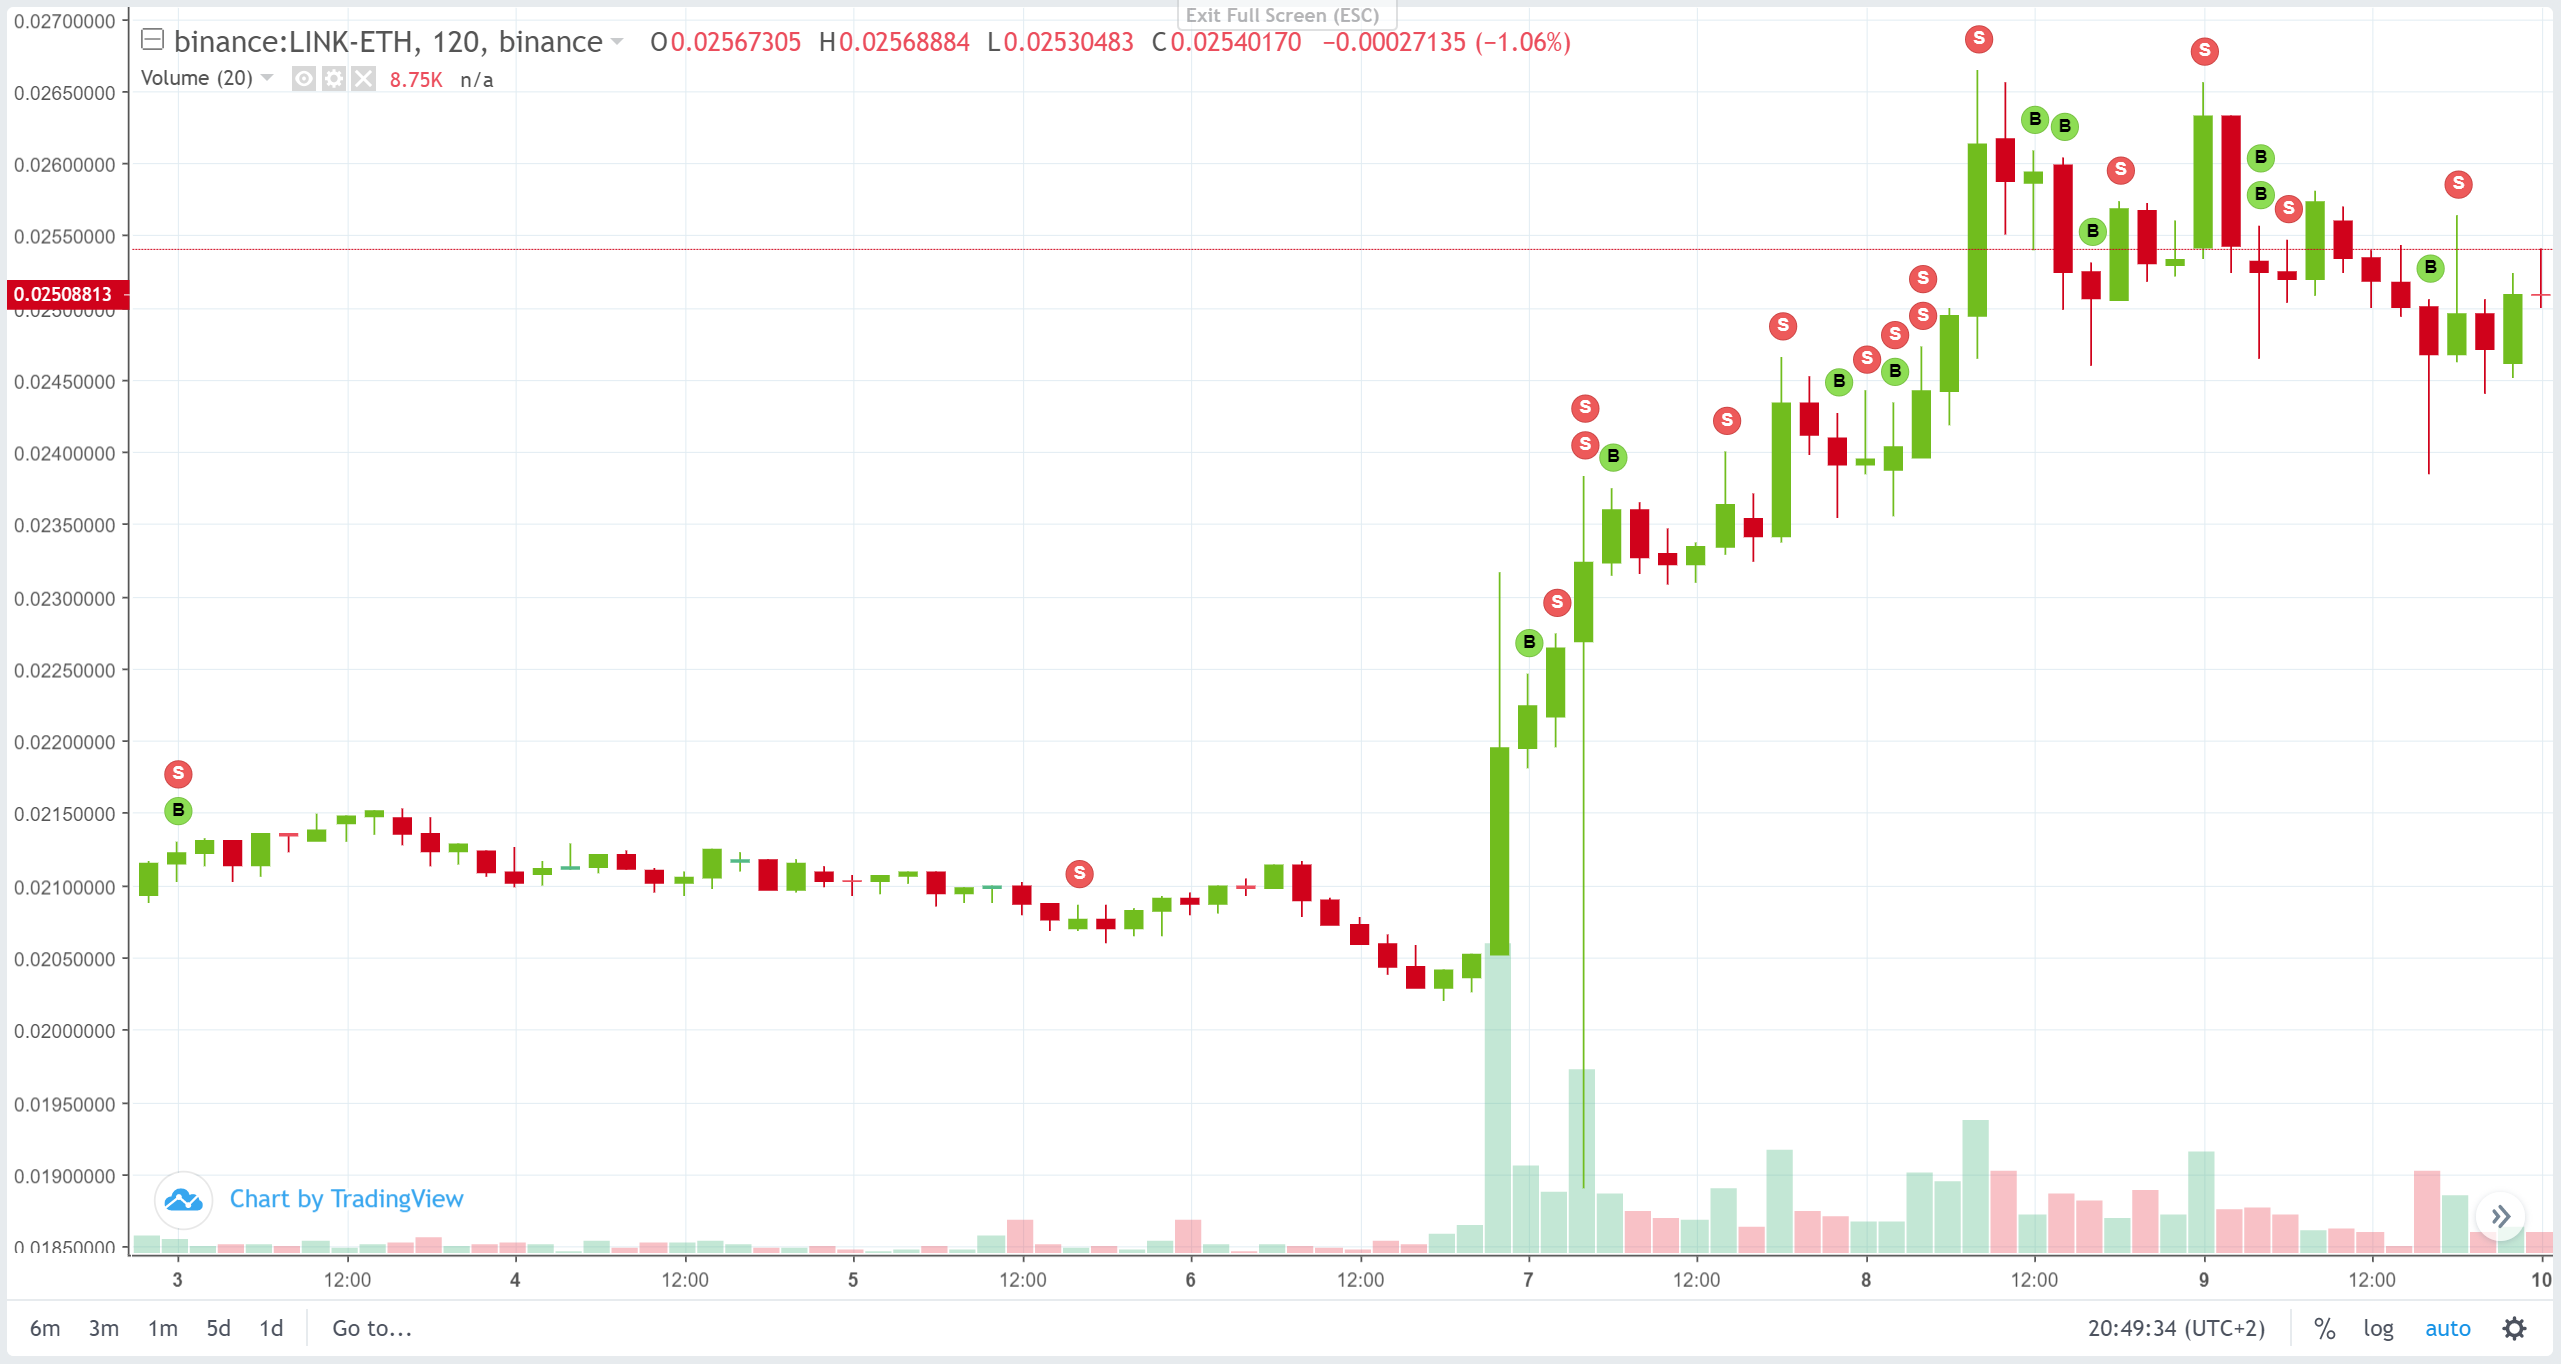 Exit Full Screen (ESC)
binance:LINK-ETH, 120, binance O0.02567305 H0.02568884 L0.02530483 C0.02540170 −0.00027135 (−1.06%)
Volume (20) 8.75K n/a
0.02700000
0.02650000
0.02600000
0.02550000
0.02508813
0.02500000
0.02450000
0.02400000
0.02350000
0.02300000
0.02250000
0.02200000
0.02150000
0.02100000
0.02050000
0.02000000
0.01950000
0.01900000
0.01850000
S
B
S
B
S
S
S
B
S
S
B
S
S
B
S
S
S
B
B
B
S
S
B
B
S
B
S
Chart by TradingView
3 12:00 4 12:00 5 12:00 6 12:00 7 12:00 8 12:00 9 12:00 10
6m 3m 1m 5d 1d Go to... 20:49:34 (UTC+2) % log auto